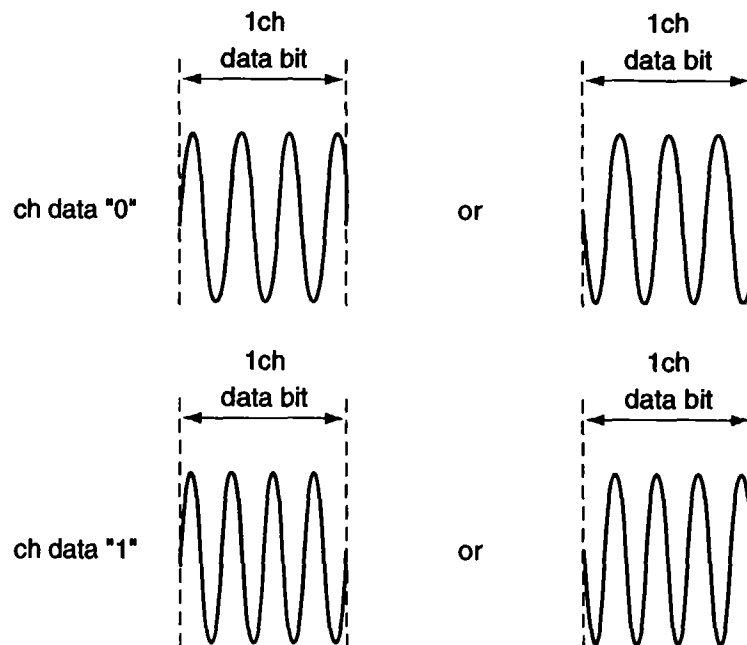 1ch
data bit
1ch
data bit
ch data "0"
or
1ch
data bit
1ch
data bit
ch data "1"
or